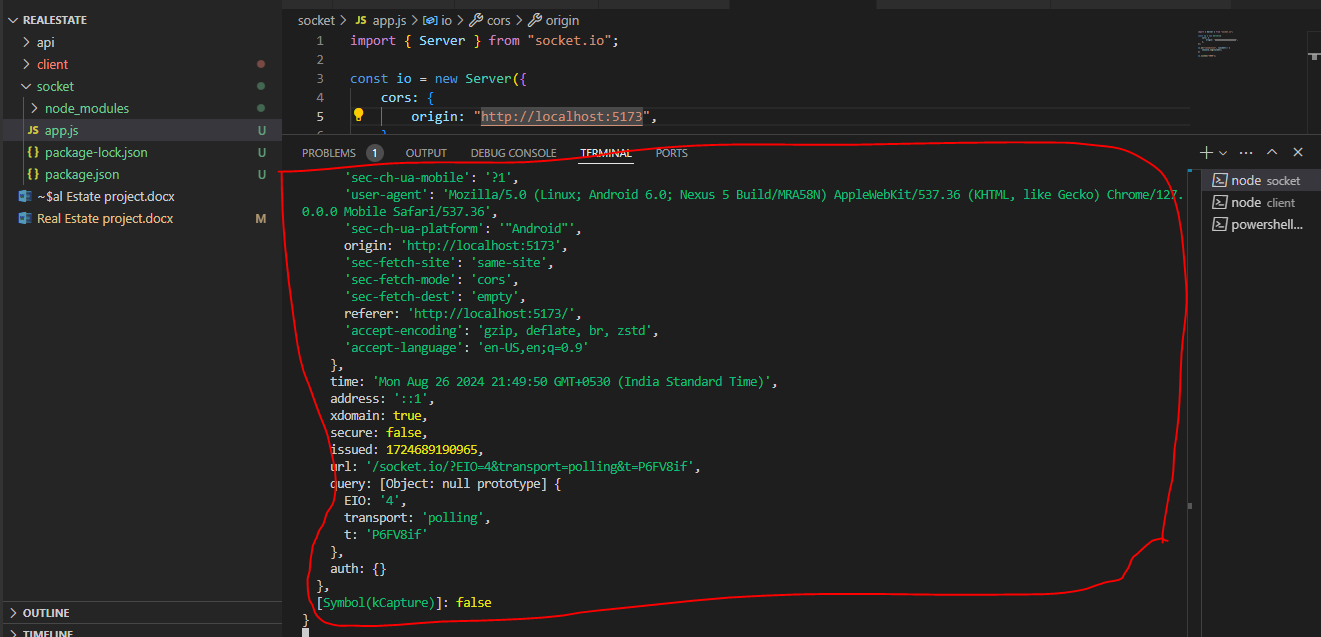 REALESTATE
api
client
socket
node_modules
JS app.js U
{} package-lock.json U
{} package.json U
~$al Estate project.docx
Real Estate project.docx M
OUTLINE
TIMELINE
socket > JS app.js > io > cors > origin
1 import { Server } from "socket.io";
2
3 const io = new Server({
4 cors: {
5 origin: "http://localhost:5173",
PROBLEMS 1 OUTPUT DEBUG CONSOLE TERMINAL PORTS
'sec-ch-ua-mobile': '?1',
'user-agent': 'Mozilla/5.0 (Linux; Android 6.0; Nexus 5 Build/MRA58N) AppleWebKit/537.36 (KHTML, like Gecko) Chrome/127.
0.0.0 Mobile Safari/537.36',
'sec-ch-ua-platform': '"Android"',
origin: 'http://localhost:5173',
'sec-fetch-site': 'same-site',
'sec-fetch-mode': 'cors',
'sec-fetch-dest': 'empty',
referer: 'http://localhost:5173/',
'accept-encoding': 'gzip, deflate, br, zstd',
'accept-language': 'en-US,en;q=0.9'
},
time: 'Mon Aug 26 2024 21:49:50 GMT+0530 (India Standard Time)',
address: '::1',
xdomain: true,
secure: false,
issued: 1724689190965,
url: '/socket.io/?EIO=4&transport=polling&t=P6FV8if',
query: [Object: null prototype] {
EIO: '4',
transport: 'polling',
t: 'P6FV8if'
},
auth: {}
},
[Symbol(kCapture)]: false
}
node socket
node client
powershell...